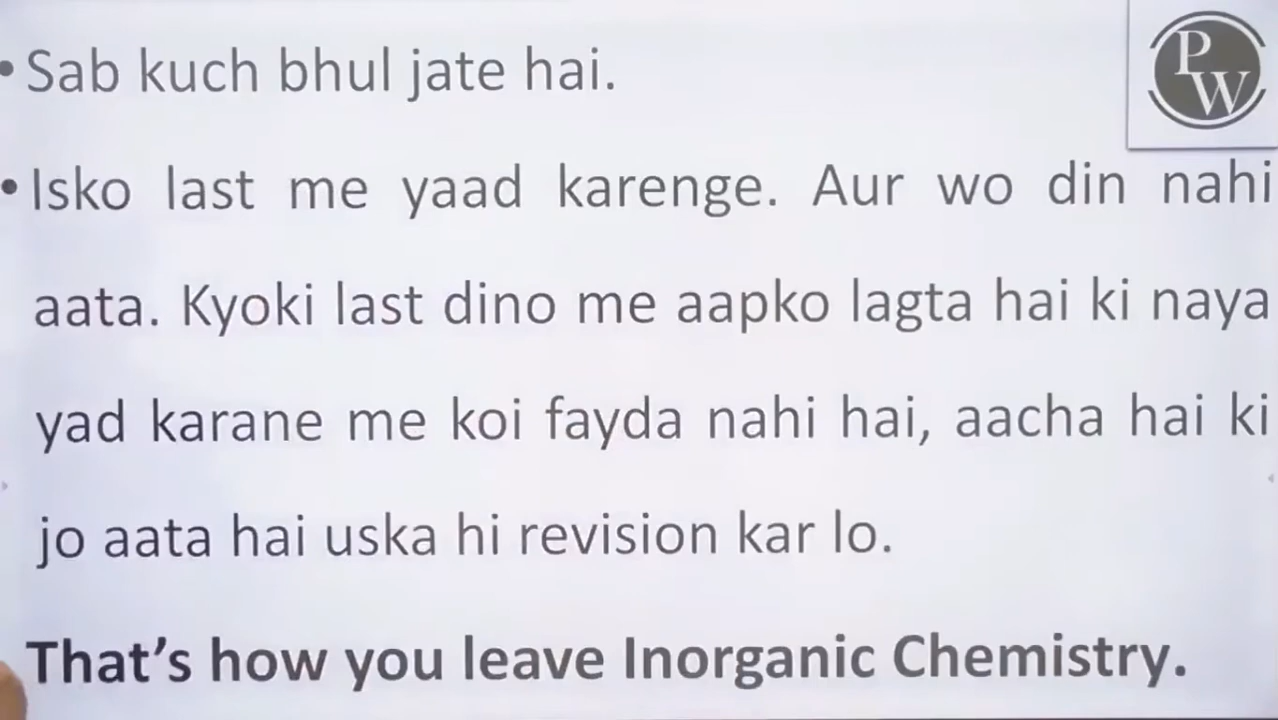 • Sab kuch bhul jate hai.
PW
• Isko last me yaad karenge. Aur wo din nahi
aata. Kyoki last dino me aapko lagta hai ki naya
yad karane me koi fayda nahi hai, aacha hai ki
jo aata hai uska hi revision kar lo.
That's how you leave Inorganic Chemistry.